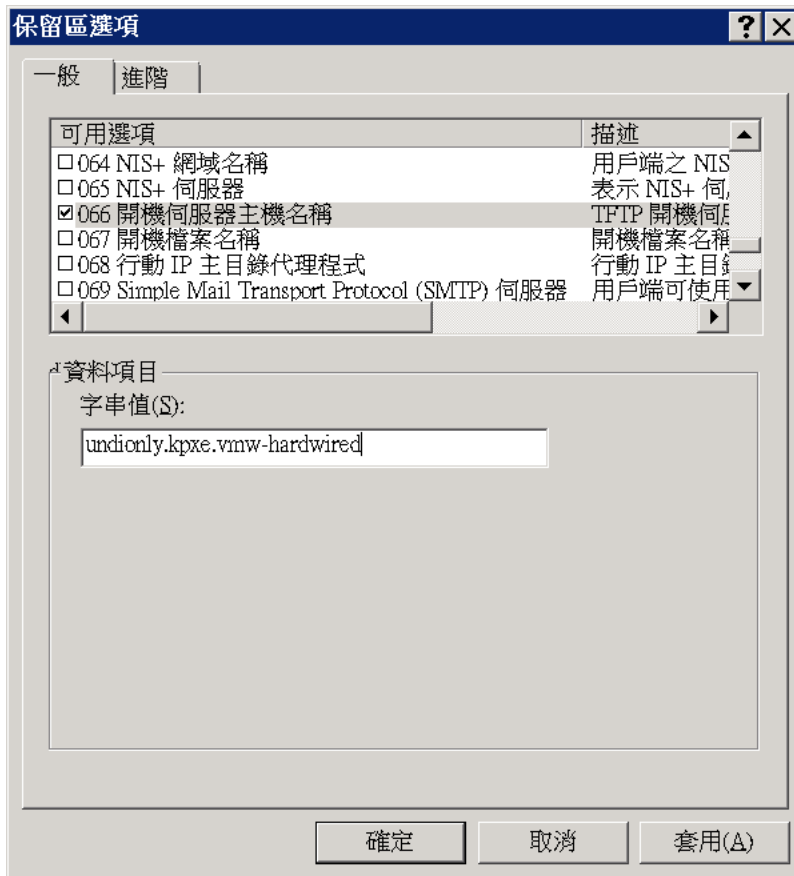 保留區選項
一般 進階
可用選項 描述
064 NIS+ 網域名稱 用戶端之 NIS
065 NIS+ 伺服器 表示 NIS+ 伺
066 開機伺服器主機名稱 TFTP 開機伺
067 開機檔案名稱 開機檔案名稱
068 行動 IP 主目錄代理程式 行動 IP 主目錄
069 Simple Mail Transport Protocol (SMTP) 伺服器 用戶端可使用
資料項目
字串值(S):
undionly.kpxe.vmw-hardwired
確定 取消 套用(A)